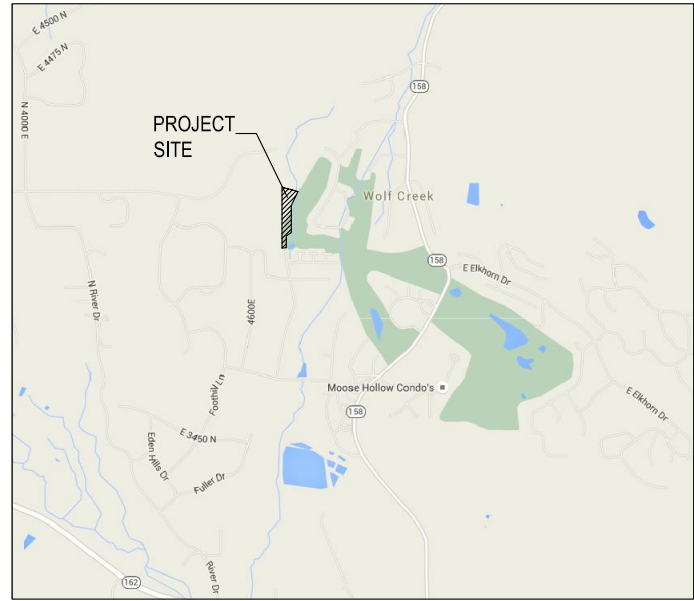 E 4500 N
E 4475 N
N 4000 E
158
PROJECT
SITE
Wolf Creek
158
E Elkhorn Dr
N River Dr
4600E
Foothill Ln
Moose Hollow Condo's
E Elkhorn Dr
158
E 3450 N
Eden Hills Dr
Fuller Dr
162
River Dr